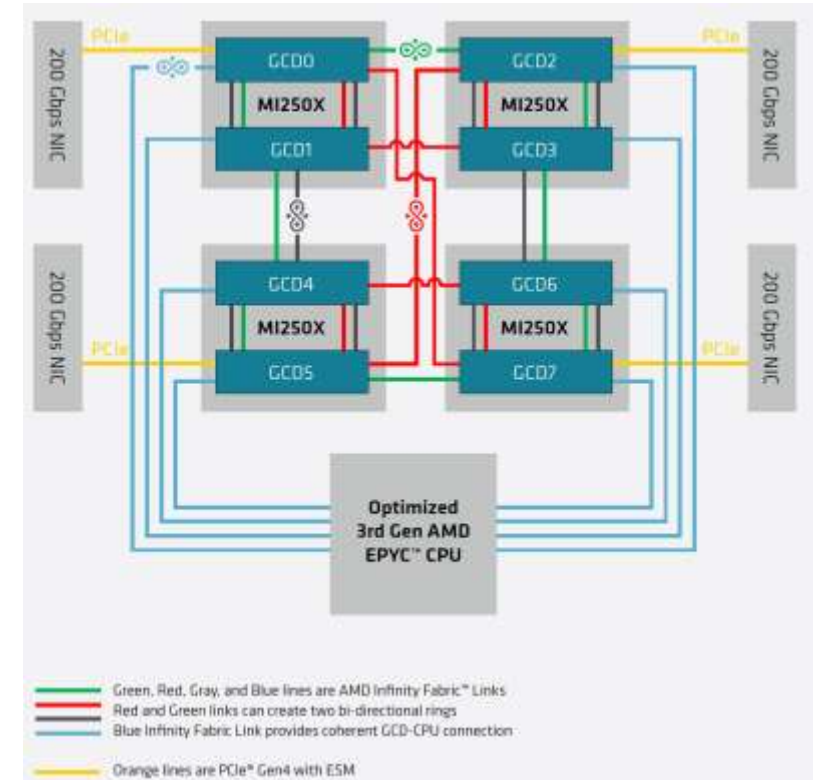 PCIe
PCIe
200 Gbps NIC
GCD0
MI250X
GCD1
GCD2
MI250X
GCD3
200 Gbps NIC
200 Gbps NIC
GCD4
MI250X
GCD5
GCD6
MI250X
GCD7
200 Gbps NIC
PCIe
PCIe
Optimized
3rd Gen AMD
EPYC™ CPU
Green, Red, Gray, and Blue lines are AMD Infinity Fabric™ Links
Red and Green links can create two bi-directional rings
Blue Infinity Fabric Link provides coherent GCD-CPU connection
Orange lines are PCIe® Gen4 with ESM